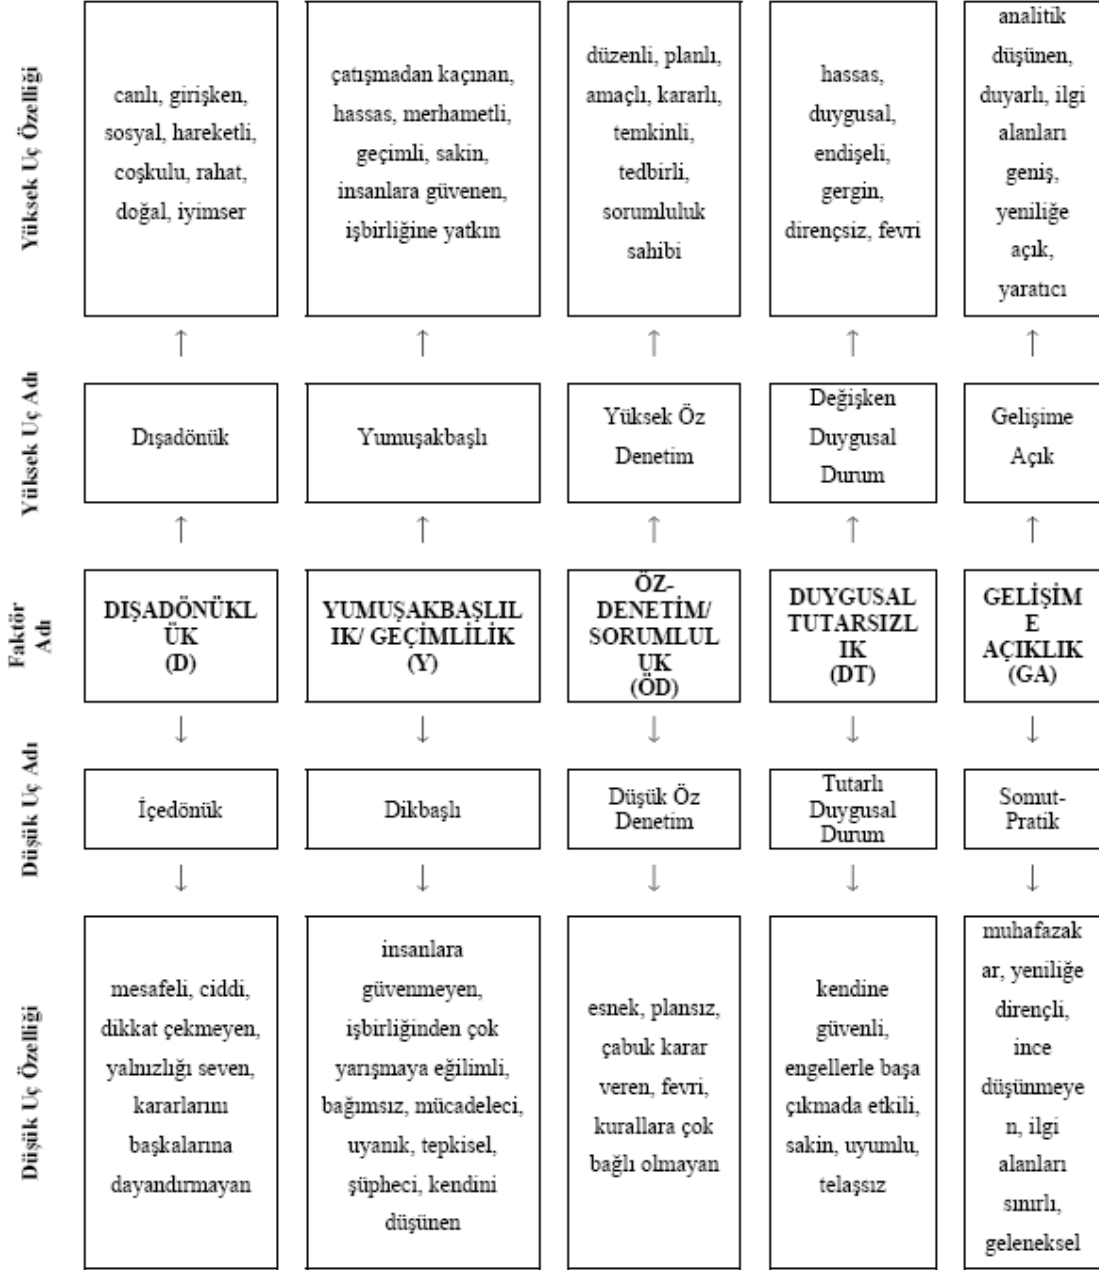 Yüksek Uç Özelliği
canlı, girişken,
sosyal, hareketli,
coşkulu, rahat,
doğal, iyimser
çatışmadan kaçınan,
hassas, merhametli,
geçimli, sakin,
insanlara güvenen,
işbirliğine yatkın
düzenli, planlı,
amaçlı, kararlı,
temkinli,
tedbirli,
sorumluluk
sahibi
hassas,
duygusal,
endişeli,
gergin,
dirençsiz, fevri
analitik
düşünen,
duyarlı, ilgi
alanları
geniş,
yeniliğe
açık,
yaratıcı
↑ ↑ ↑ ↑ ↑
Yüksek Uç Adı
Dışadönük
Yumuşakbaşlı
Yüksek Öz
Denetim
Değişken
Duygusal
Durum
Gelişime
Açık
↑ ↑ ↑ ↑ ↑
Faktör
Adı
DIŞADÖNÜKL
ÜK
(D)
YUMUŞAKBAŞLIL
IK/ GEÇİMLİLİK
(Y)
ÖZ-
DENETİM/
SORUMLUL
UK
(ÖD)
DUYGUSAL
TUTARSIZL
IK
(DT)
GELİŞİM
E
AÇIKLIK
(GA)
↓ ↓ ↓ ↓ ↓
Düşük Uç Adı
İçedönük
Dikbaşlı
Düşük Öz
Denetim
Tutarlı
Duygusal
Durum
Somut-
Pratik
↓ ↓ ↓ ↓ ↓
Düşük Uç Özelliği
mesafeli, ciddi,
dikkat çekmeyen,
yalnızlığı seven,
kararlarını
başkalarına
dayandırmayan
insanlara
güvenmeyen,
işbirliğinden çok
yarışmaya eğilimli,
bağımsız, mücadeleci,
uyanık, tepkisel,
şüpheci, kendini
düşünen
esnek, plansız,
çabuk karar
veren, fevri,
kurallara çok
bağlı olmayan
kendine
güvenli,
engellerle başa
çıkmada etkili,
sakin, uyumlu,
telaşsız
muhafazak
ar, yeniliğe
dirençli,
ince
düşünmeye
n, ilgi
alanları
sınırlı,
geleneksel